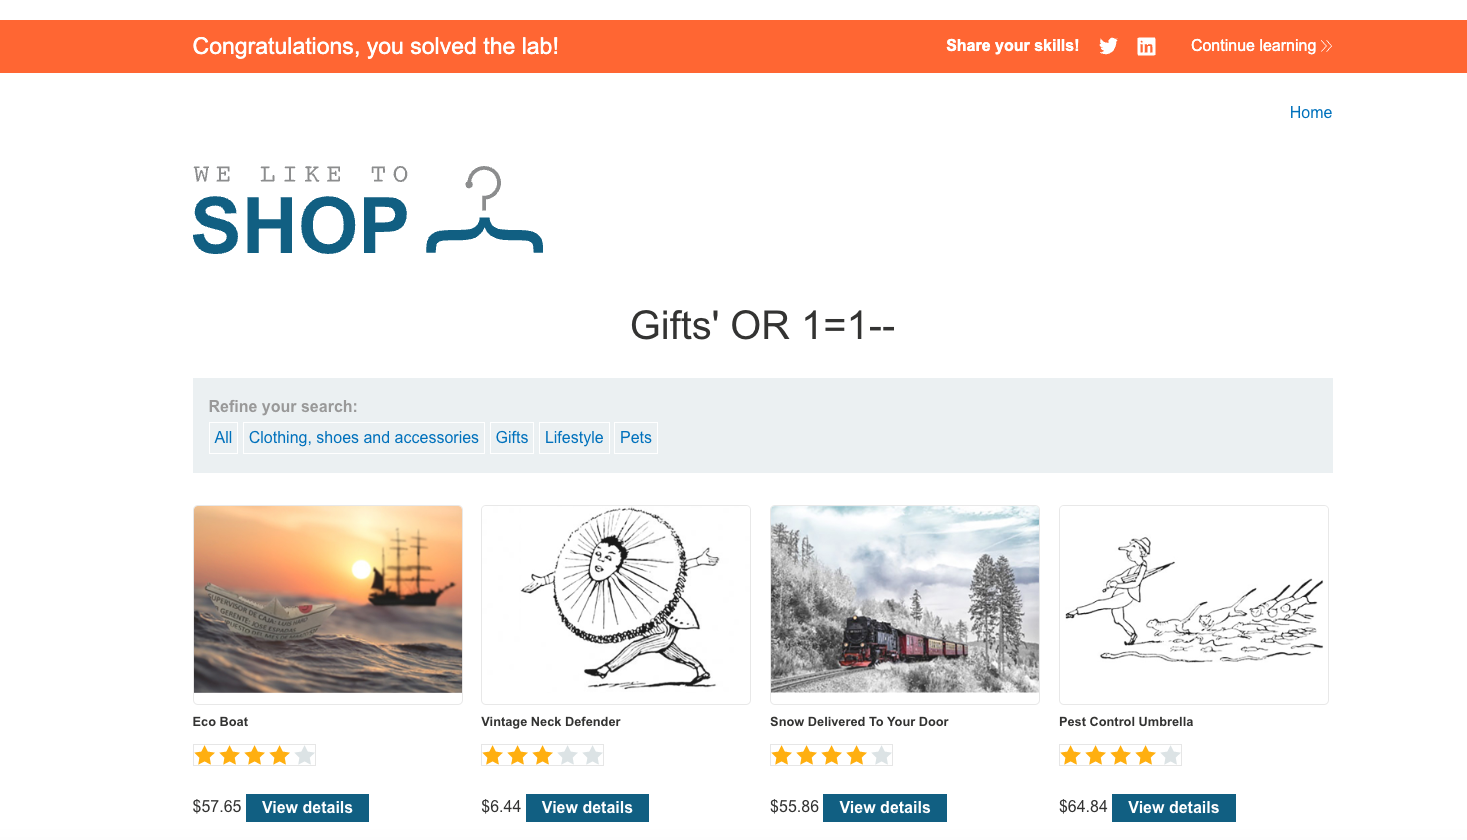 Congratulations, you solved the lab!
Share your skills!
Continue learning
Home
WE LIKE TO
SHOP
Gifts' OR 1=1--
Refine your search:
All Clothing, shoes and accessories Gifts Lifestyle Pets
Eco Boat
Vintage Neck Defender
Snow Delivered To Your Door
Pest Control Umbrella
$57.65 View details
$6.44 View details
$55.86 View details
$64.84 View details